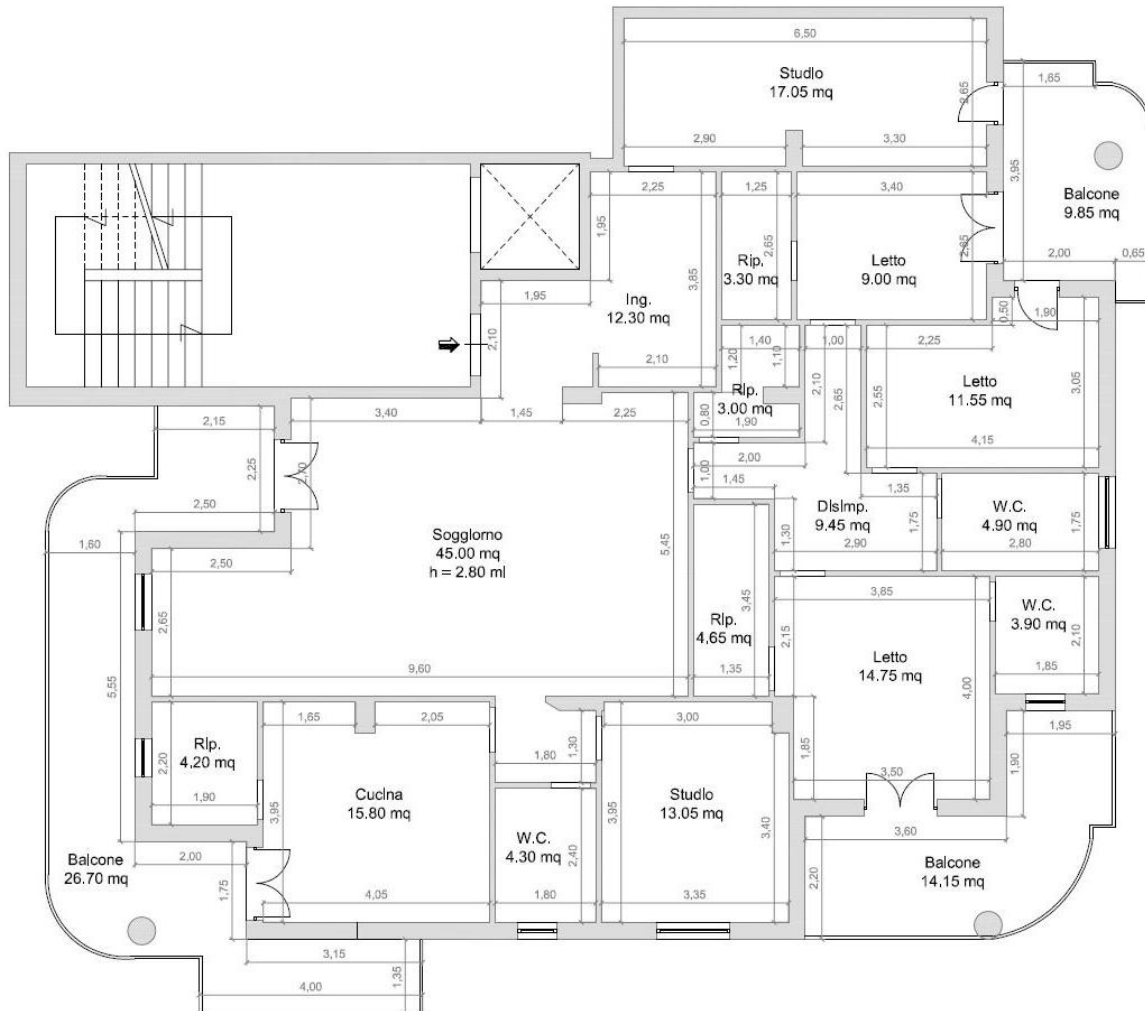 6,50
Studio
17.05 mq
2,65
2,90
3,30
1,65
3,95
Balcone
9.85 mq
2,00
0,65
2,25
1,95
3,85
1,95
Ing.
12.30 mq
2,10
2,10
1,25
2,65
Rip.
3.30 mq
3,40
2,65
Letto
9.00 mq
0,50
1,90
2,25
Letto
11.55 mq
2,55
3,05
4,15
1,40
1,20
1,10
Rip.
3.00 mq
0,80
1,90
1,00
2,10
2,65
2,00
1,00
1,45
1,35
Disimp.
9.45 mq
1,75
1,30
2,90
W.C.
4.90 mq
1,75
2,80
2,15
2,25
2,50
1,60
3,40
1,45
2,25
2,70
Soggiorno
45.00 mq
h = 2.80 ml
5,45
2,50
2,65
9,60
5,55
3,45
Rip.
4,65 mq
1,35
3,85
2,15
Letto
14.75 mq
4,00
1,85
3,50
W.C.
3.90 mq
2,10
1,85
1,95
1,90
Rip.
4.20 mq
2,20
1,90
1,65
2,05
Cucina
15.80 mq
3,95
4,05
1,80
1,30
W.C.
4.30 mq
2,40
1,80
3,00
Studio
13.05 mq
3,95
3,40
3,35
3,60
Balcone
14,15 mq
2,20
Balcone
26.70 mq
2,00
1,75
3,15
1,35
4,00